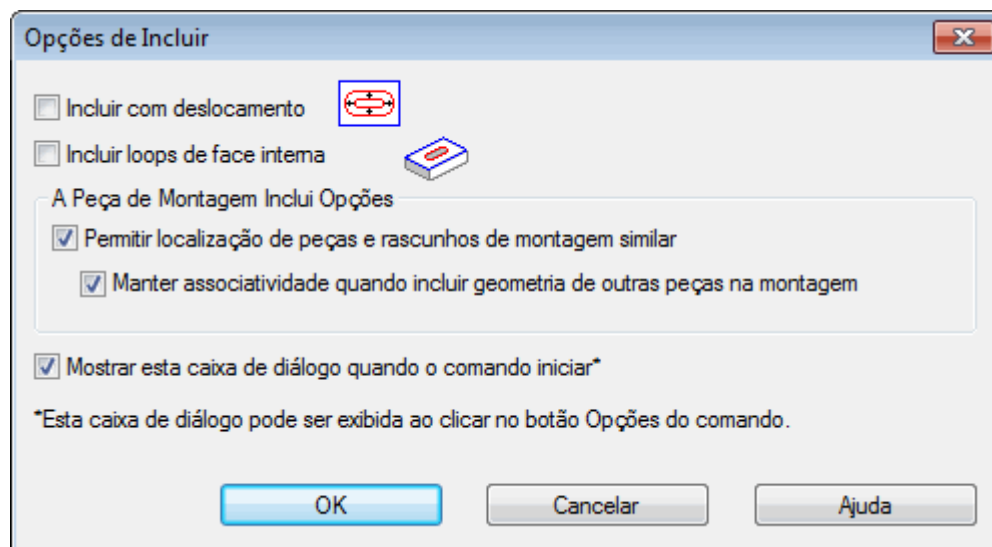 Opções de Incluir
Incluir com deslocamento
Incluir loops de face interna
A Peça de Montagem Inclui Opções
Permitir localização de peças e rascunhos de montagem similar
Manter associatividade quando incluir geometria de outras peças na montagem
Mostrar esta caixa de diálogo quando o comando iniciar*
*Esta caixa de diálogo pode ser exibida ao clicar no botão Opções do comando.
OK Cancelar Ajuda